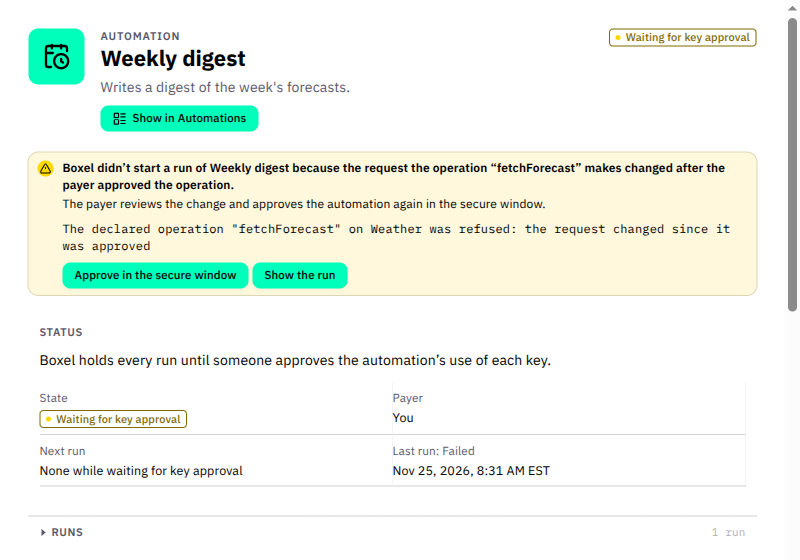 AUTOMATION
Weekly digest
Waiting for key approval
Writes a digest of the week's forecasts.
Show in Automations
Boxel didn’t start a run of Weekly digest because the request the operation “fetchForecast” makes changed after the
payer approved the operation.
The payer reviews the change and approves the automation again in the secure window.
The declared operation "fetchForecast" on Weather was refused: the request changed since it
was approved
Approve in the secure window
Show the run
STATUS
Boxel holds every run until someone approves the automation’s use of each key.
State
Payer
Waiting for key approval
You
Next run
Last run: Failed
None while waiting for key approval
Nov 25, 2026, 8:31 AM EST
RUNS
1 run